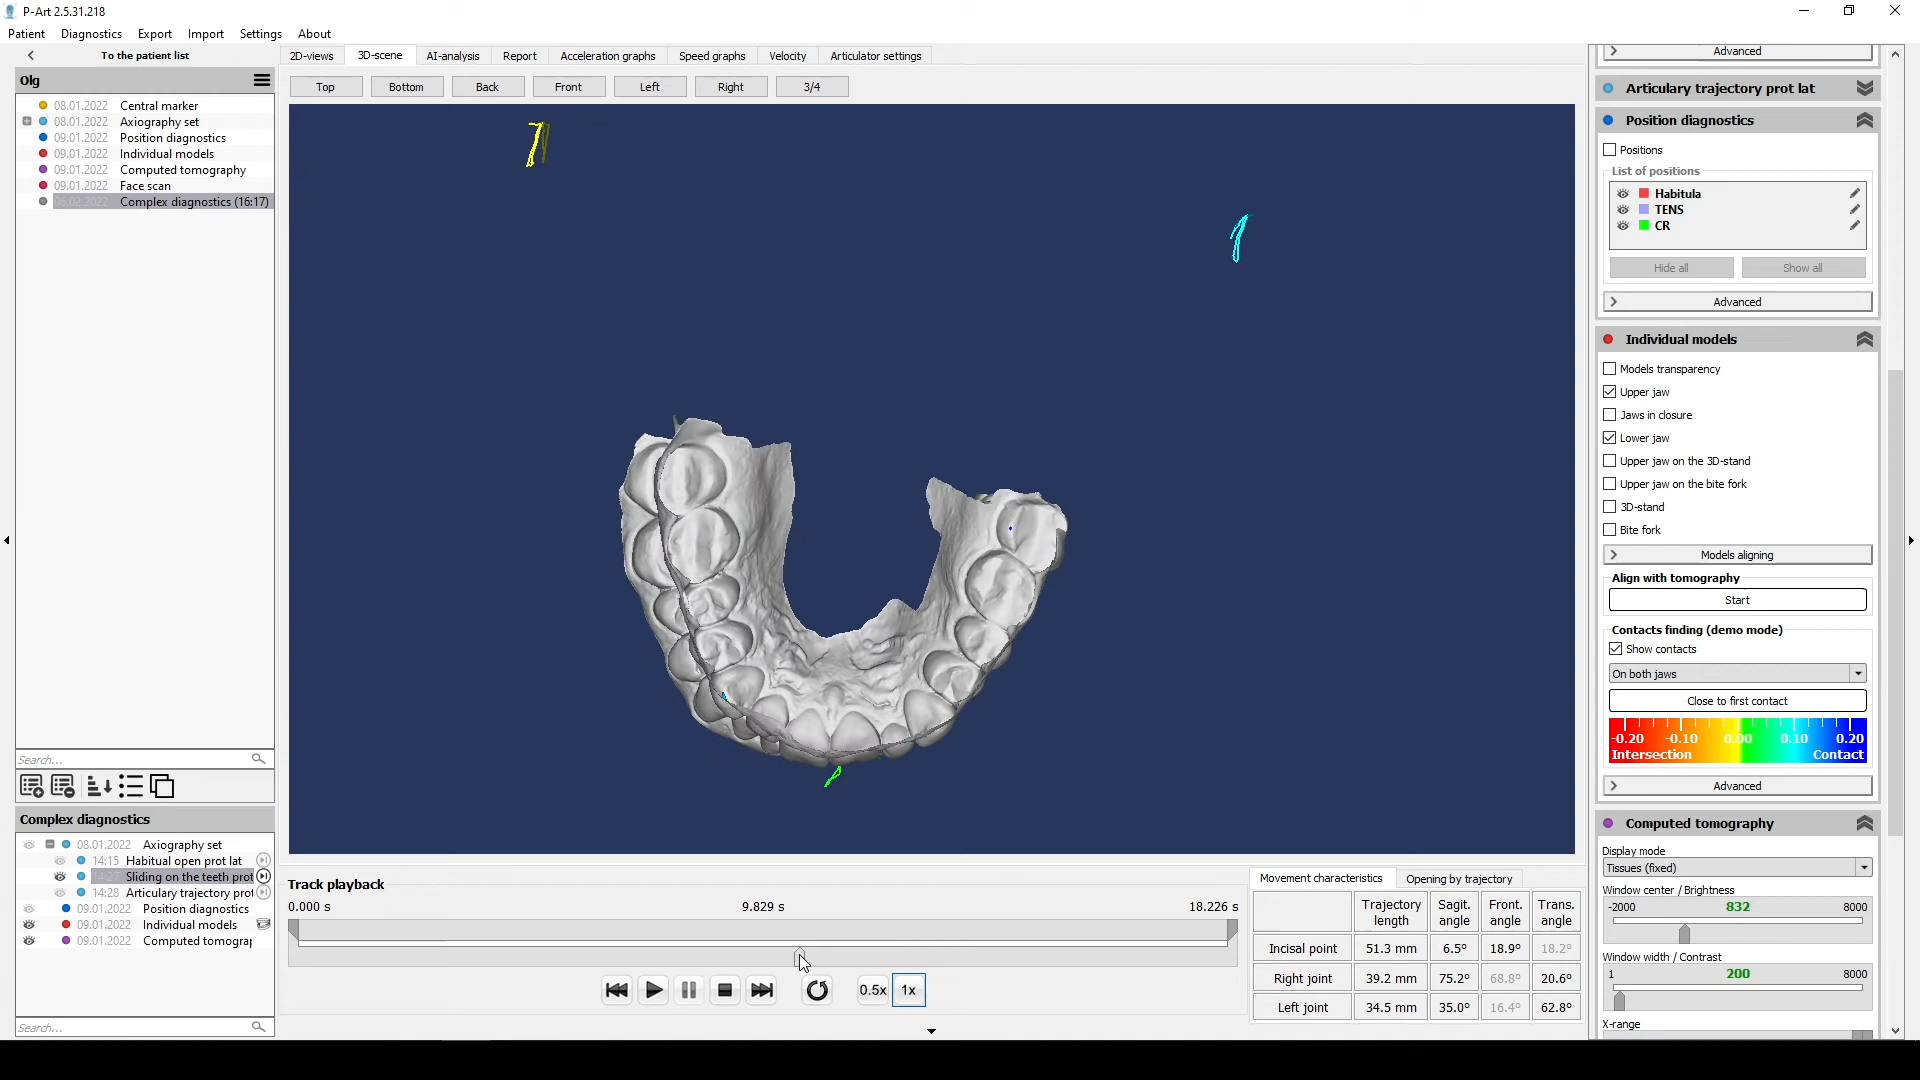 P-Art 2.5.31.218
Patient Diagnostics Export Import Settings About
To the patient list
Olg
08.01.2022 Central marker
08.01.2022 Axiography set
09.01.2022 Position diagnostics
09.01.2022 Individual models
09.01.2022 Computed tomography
09.01.2022 Face scan
06.02.2022 Complex diagnostics (16:17)
Search...
Complex diagnostics
08.01.2022 Axiography set
14:15 Habitual open prot lat
14:27 Sliding on the teeth prot
14:28 Articulary trajectory prot
09.01.2022 Position diagnostics
09.01.2022 Individual models
09.01.2022 Computed tomograp
Search...
2D-views 3D-scene AI-analysis Report Acceleration graphs Speed graphs Velocity Articulator settings
Top Bottom Back Front Left Right 3/4
Track playback
0.000 s 9.829 s 18.226 s
0.5x 1x
Movement characteristics Opening by trajectory
Trajectory length Sagit. angle Front. angle Trans. angle
Incisal point 51.3 mm 6.5° 18.9° 18.2°
Right joint 39.2 mm 75.2° 68.8° 20.6°
Left joint 34.5 mm 35.0° 16.4° 62.8°
Advanced
Articulary trajectory prot lat
Position diagnostics
Positions
List of positions
Habitula
TENS
CR
Hide all Show all
Advanced
Individual models
Models transparency
Upper jaw
Jaws in closure
Lower jaw
Upper jaw on the 3D-stand
Upper jaw on the bite fork
3D-stand
Bite fork
Models aligning
Align with tomography
Start
Contacts finding (demo mode)
Show contacts
On both jaws
Close to first contact
-0.20 -0.10 0.00 0.10 0.20
Intersection Contact
Advanced
Computed tomography
Display mode
Tissues (fixed)
Window center / Brightness
-2000 832 8000
Window width / Contrast
1 200 8000
X-range